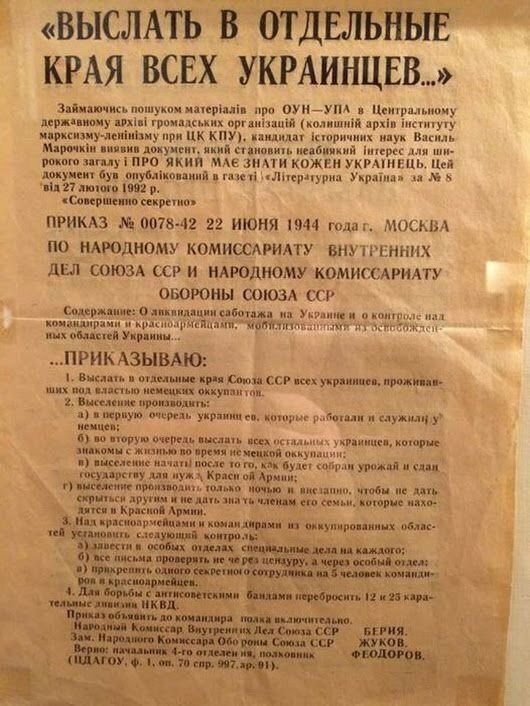 «ВЫСЛАТЬ В ОТДЕЛЬНЫЕ
КРАЯ ВСЕХ УКРАИНЦЕВ...»
Займаючись пошуком матеріалів про ОУН—УПА в Центральному
державному архіві громадських організацій (колишній архів інституту
марксизму-ленінізму при ЦК КПУ), кандидат історичних наук Василь
Марочкін виявив документ, який становить неабиякий інтерес для ши-
рокого загалу і ПРО ЯКИЙ МАЄ ЗНАТИ КОЖЕН УКРАЇНЕЦЬ. Цей
документ був опублікований в газеті «Літературна Україна» за № 8
від 27 лютого 1992 р.
«Совершенно секретно»
ПРИКАЗ № 0078-42 22 ИЮНЯ 1944 года г. МОСКВА
ПО НАРОДНОМУ КОМИССАРИАТУ ВНУТРЕННИХ
ДЕЛ СОЮЗА ССР И НАРОДНОМУ КОМИССАРИАТУ
ОБОРОНЫ СОЮЗА ССР
Содержание: О ликвидации саботажа на Украине и о контроле над
командирами и красноармейцами, мобилизованными из освобожден-
ных областей Украины...
...ПРИКАЗЫВАЮ:
1. Выслать в отдельные края Союза ССР всех украинцев, проживав-
ших под властью немецких оккупантов.
2. Выселение производить:
а) в первую очередь украинцев, которые работали и служили у
немцев;
б) во вторую очередь выслать всех остальных украинцев, которые
знакомы с жизнью во время немецкой оккупации;
в) выселение начать после того, как будет собран урожай и сдан
государству для нужд Красной Армии;
г) выселение производить только ночью и внезапно, чтобы не дать
скрыться другим и не дать знать членам его семьи, которые нахо-
дятся в Красной Армии.
3. Над красноармейцами и командирами из оккупированных облас-
тей установить следующий контроль:
а) завести в особых отделах специальные дела на каждого;
б) все письма проверять не через цензуру, а через особый отдел;
в) прикрепить одного секретного сотрудника на 5 человек команди-
ров и красноармейцев.
4. Для борьбы с антисоветскими бандами перебросить 12 и 25 кара-
тельные дивизии НКВД.
Приказ объявить до командира полка включительно.
Народный Комиссар Внутренних Дел Союза ССР БЕРИЯ.
Зам. Народного Комиссара Обороны Союза ССР ЖУКОВ.
Верно: начальник 4-го отделения, полковник ФЕДОРОВ.
(ЦДАГОУ, ф. 1, оп. 70 спр. 997, ар. 91).